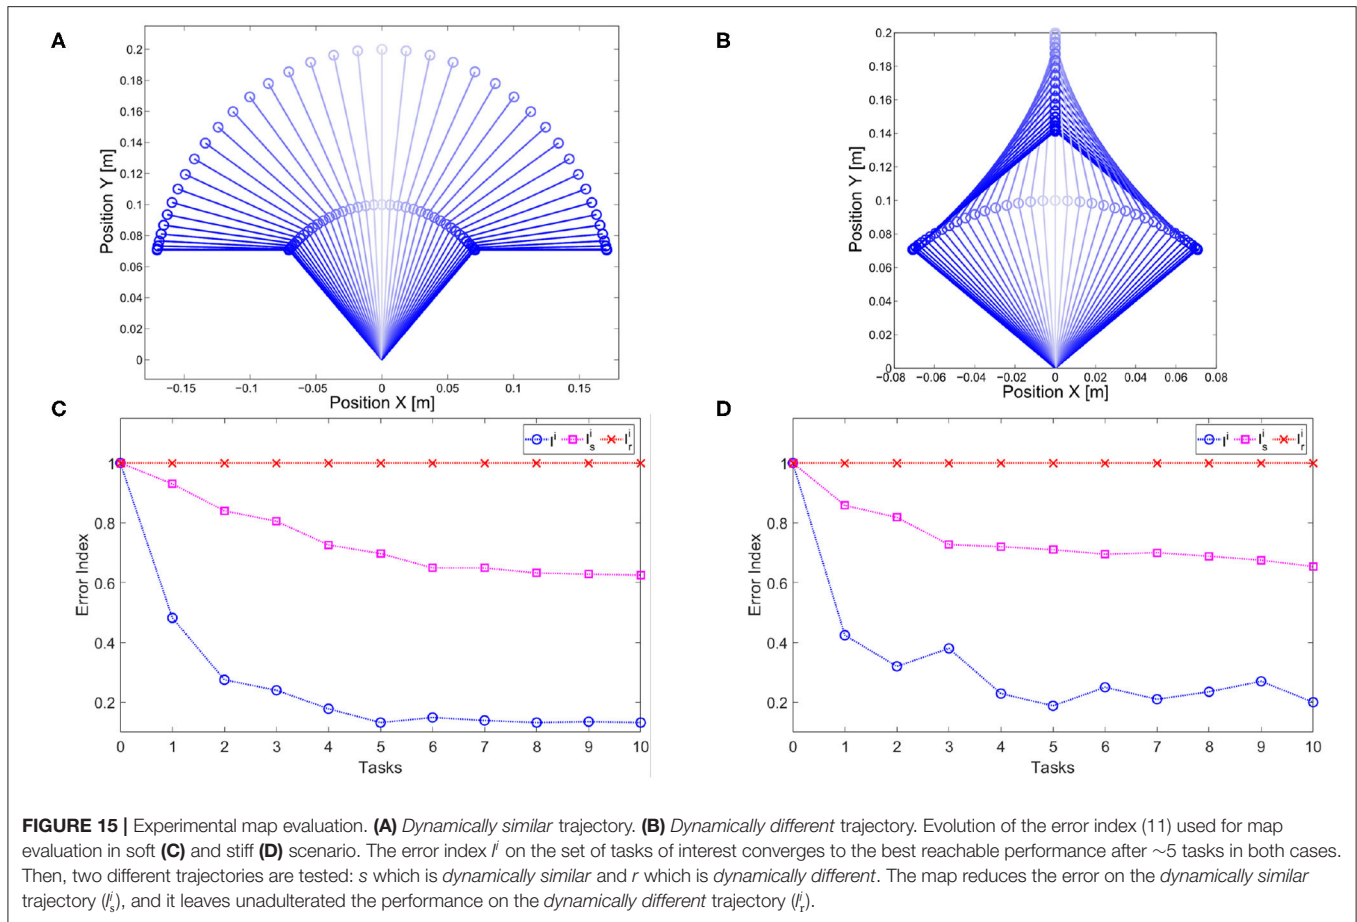 A
0.2
0.18
0.16
0.14
0.12
0.1
0.08
0.06
0.04
0.02
0
Position Y [m]
−0.15 −0.1 −0.05 0 0.05 0.1 0.15
Position X [m]
B
0.2
0.18
0.16
0.14
0.12
0.1
0.08
0.06
0.04
0.02
0
Position Y [m]
−0.08 −0.06 −0.04 −0.02 0 0.02 0.04 0.06 0.08
Position X [m]
C
I^i I_s^i I_r^i
1
0.8
0.6
0.4
0.2
Error Index
0 1 2 3 4 5 6 7 8 9 10
Tasks
D
I^i I_s^i I_r^i
1
0.8
0.6
0.4
0.2
Error Index
0 1 2 3 4 5 6 7 8 9 10
Tasks
FIGURE 15 | Experimental map evaluation. (A) Dynamically similar trajectory. (B) Dynamically different trajectory. Evolution of the error index (11) used for map
evaluation in soft (C) and stiff (D) scenario. The error index I^i on the set of tasks of interest converges to the best reachable performance after ∼5 tasks in both cases.
Then, two different trajectories are tested: s which is dynamically similar and r which is dynamically different. The map reduces the error on the dynamically similar
trajectory (I_s^i), and it leaves unadulterated the performance on the dynamically different trajectory (I_r^i).